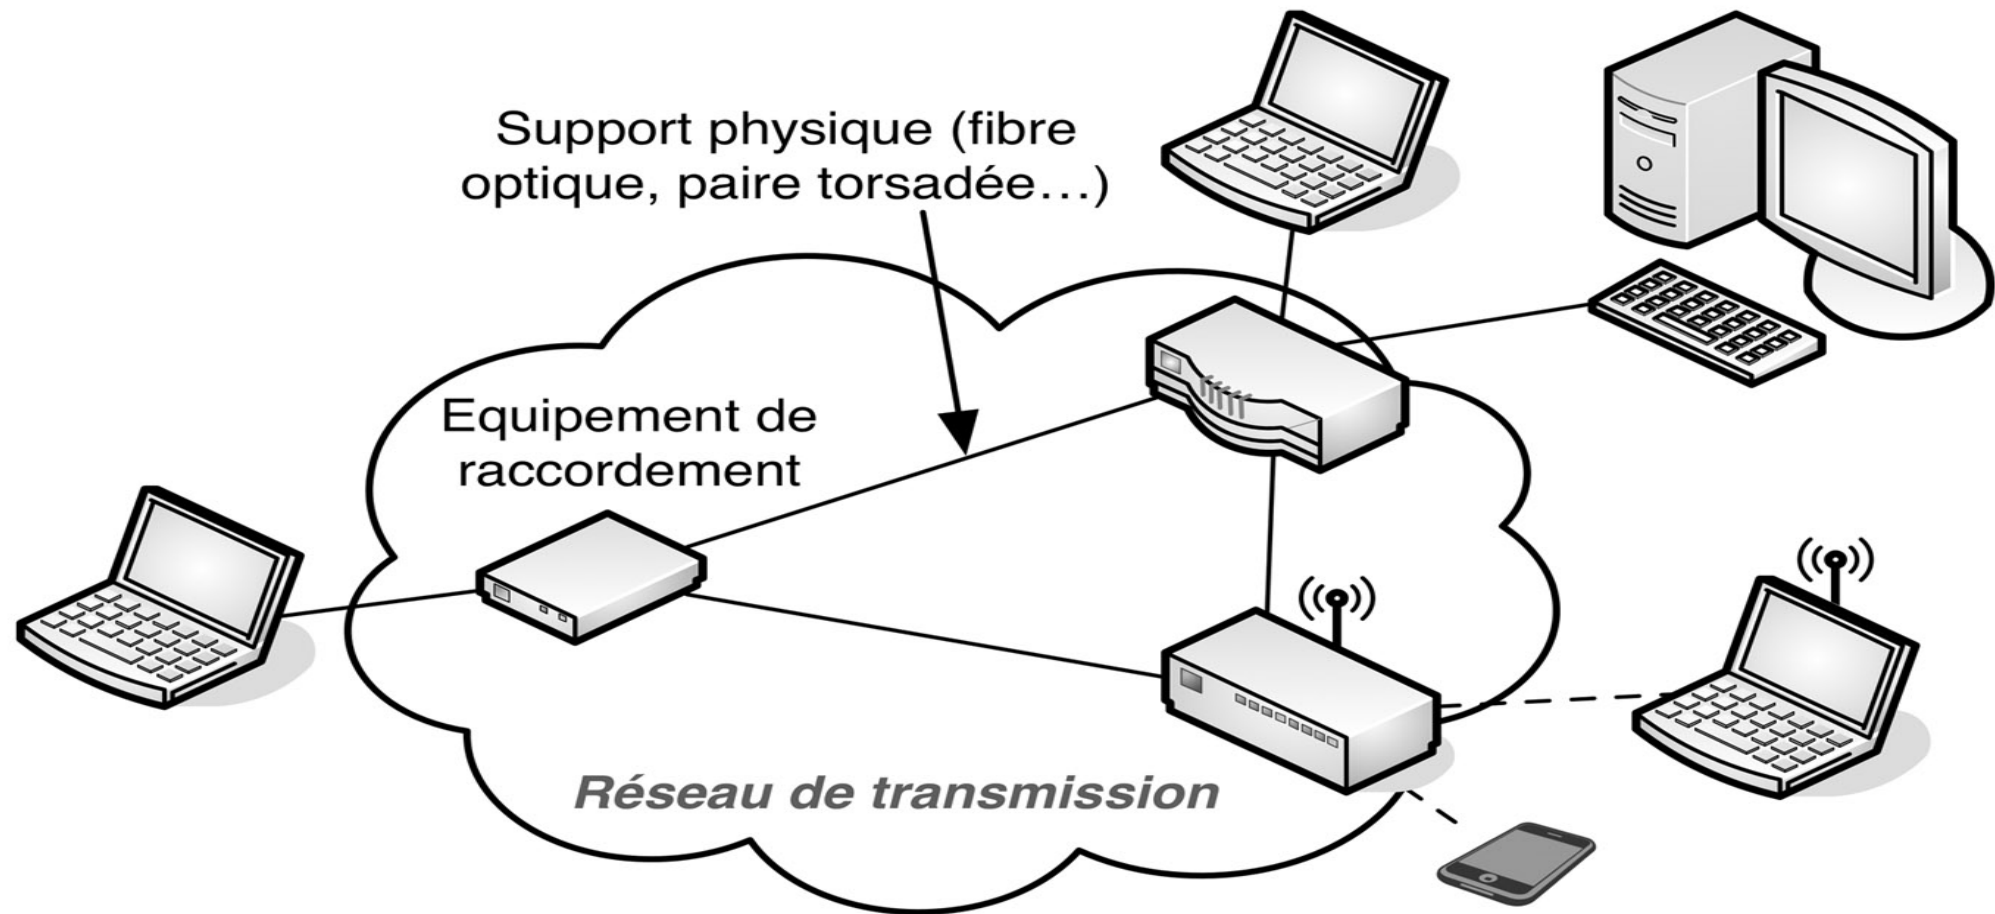 Support physique (fibre
optique, paire torsadée…)
Equipement de
raccordement
Réseau de transmission